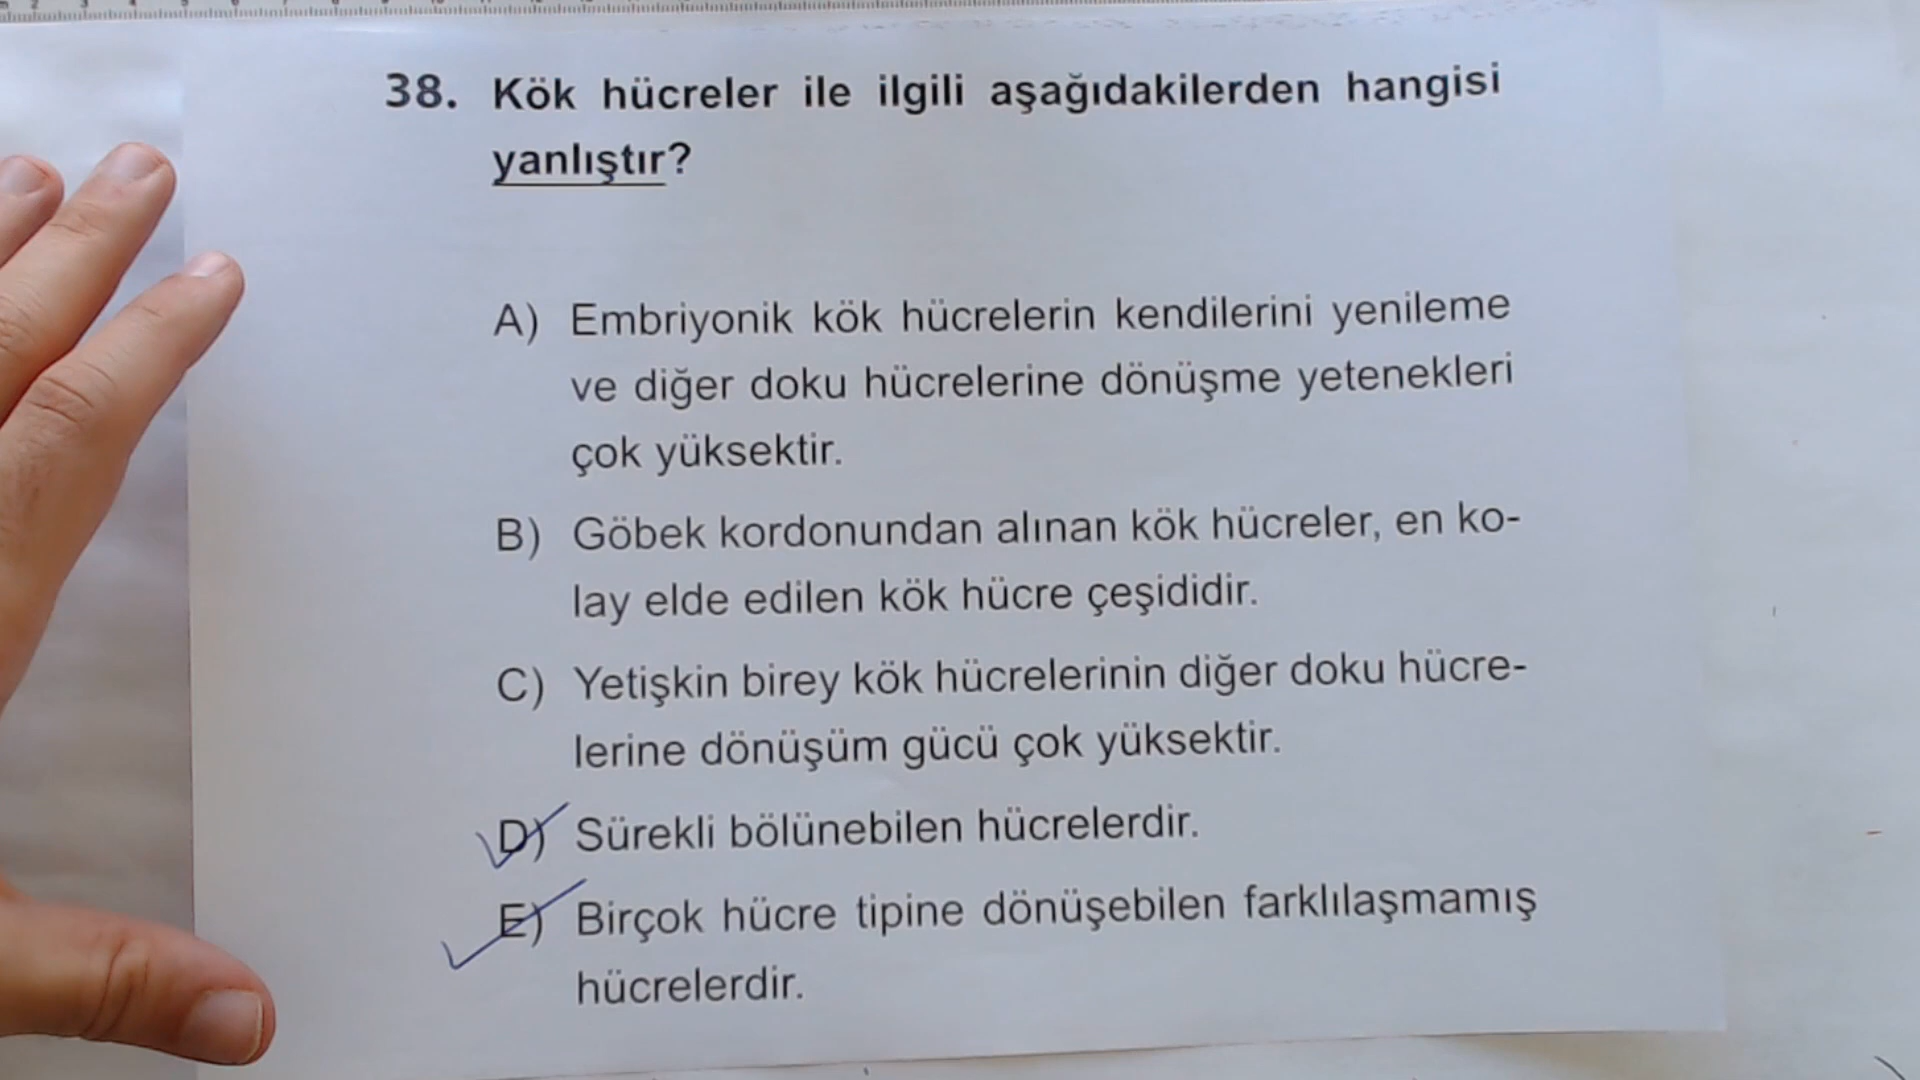 38. Kök hücreler ile ilgili aşağıdakilerden hangisi
yanlıştır?
A) Embriyonik kök hücrelerin kendilerini yenileme
ve diğer doku hücrelerine dönüşme yetenekleri
çok yüksektir.
B) Göbek kordonundan alınan kök hücreler, en ko-
lay elde edilen kök hücre çeşididir.
C) Yetişkin birey kök hücrelerinin diğer doku hücre-
lerine dönüşüm gücü çok yüksektir.
D) Sürekli bölünebilen hücrelerdir.
E) Birçok hücre tipine dönüşebilen farklılaşmamış
hücrelerdir.